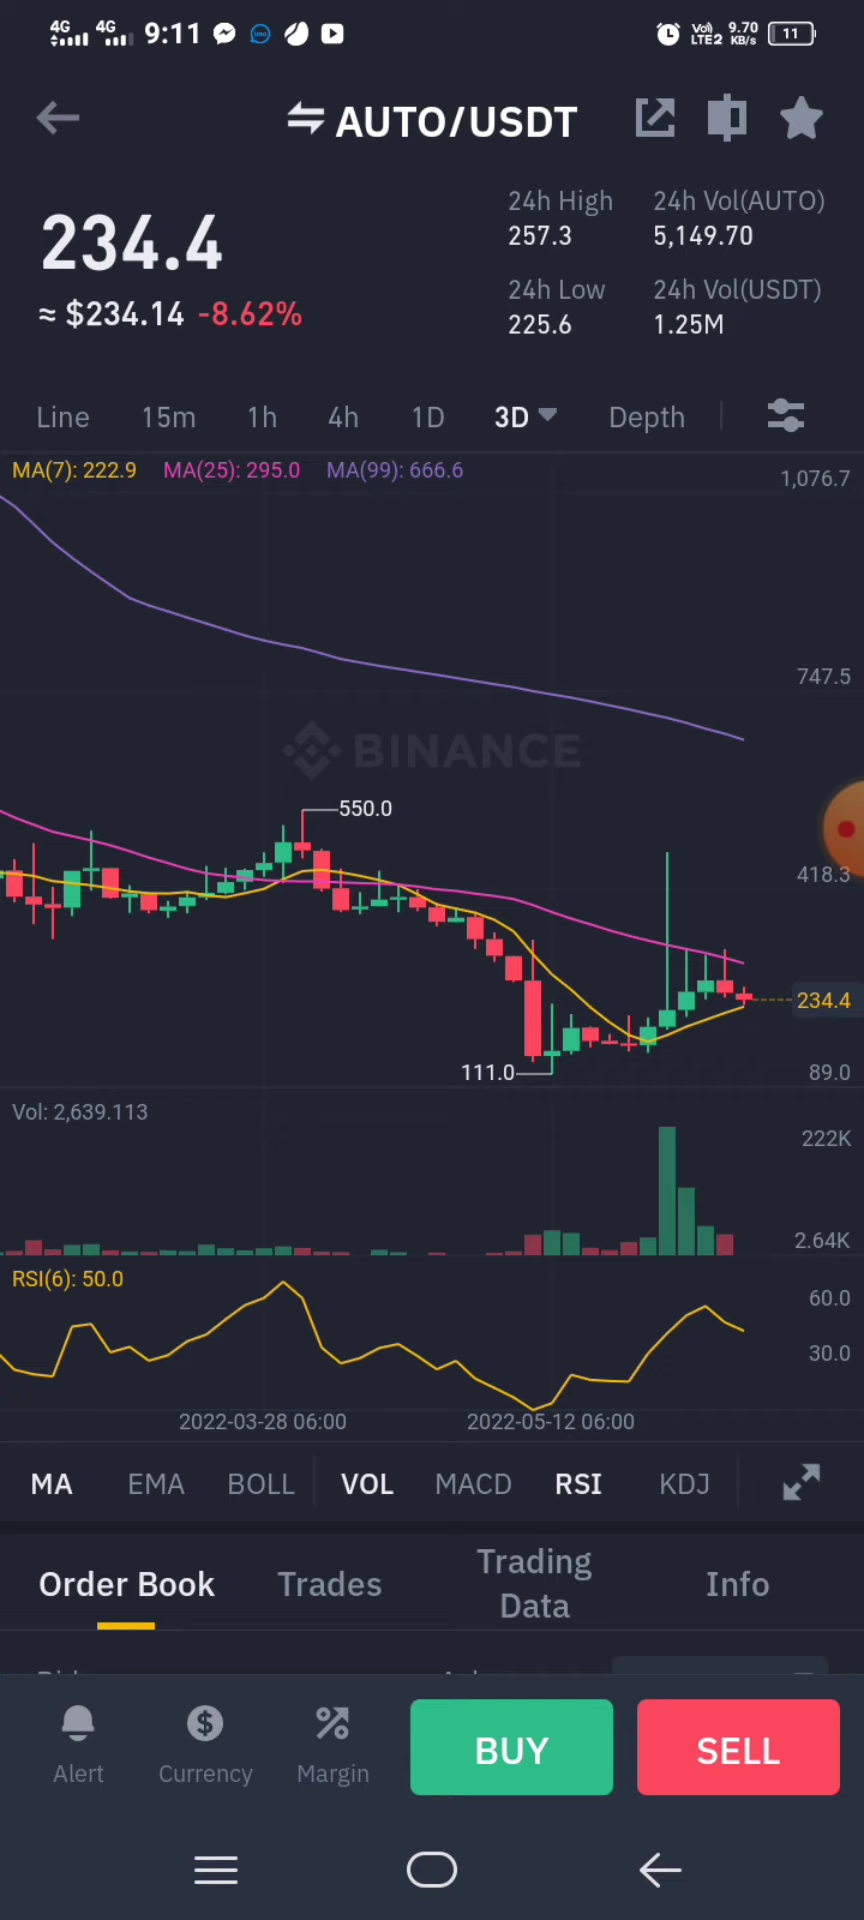 4G 4G 9:11 Vo) LTE2 9.70 KB/s 11
AUTO/USDT
234.4
≈ $234.14 -8.62%
24h High 24h Vol(AUTO)
257.3 5,149.70
24h Low 24h Vol(USDT)
225.6 1.25M
Line 15m 1h 4h 1D 3D Depth
MA(7): 222.9 MA(25): 295.0 MA(99): 666.6
1,076.7
747.5
BINANCE
550.0
418.3
234.4
111.0
89.0
Vol: 2,639.113
222K
2.64K
RSI(6): 50.0
60.0
30.0
2022-03-28 06:00 2022-05-12 06:00
MA EMA BOLL VOL MACD RSI KDJ
Order Book Trades Trading Data Info
Alert Currency Margin BUY SELL